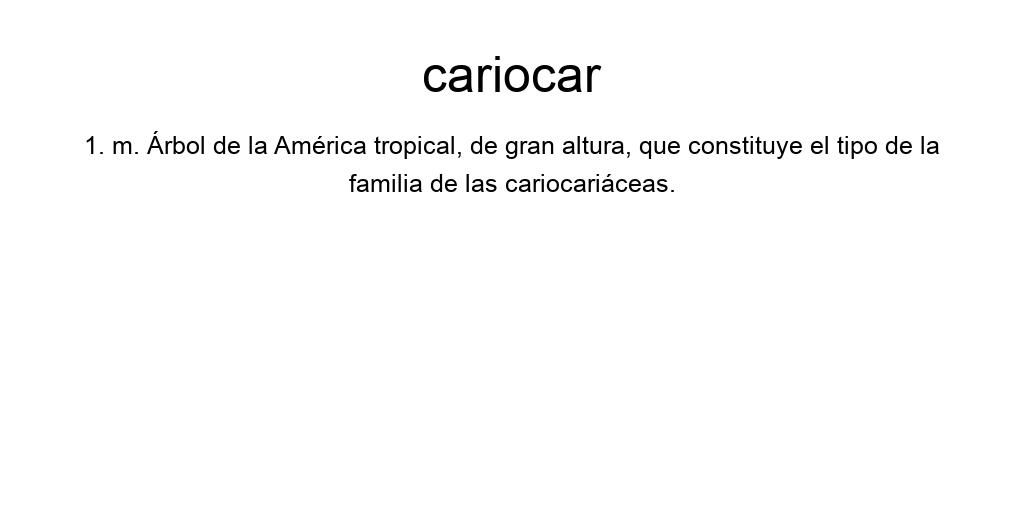 cariocar
1. m. Árbol de la América tropical, de gran altura, que constituye el tipo de la
familia de las cariocariáceas.